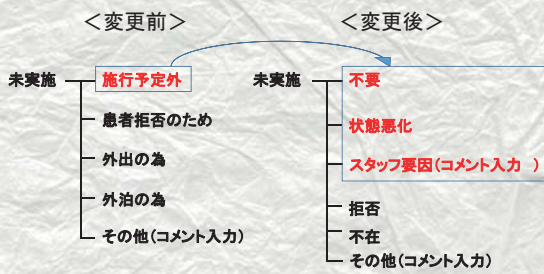 <変更前>
<変更後>
未実施
施行予定外
患者拒否のため
外出の為
外泊の為
その他(コメント入力)
未実施
不要
状態悪化
スタッフ要因(コメント入力 )
拒否
不在
その他(コメント入力)